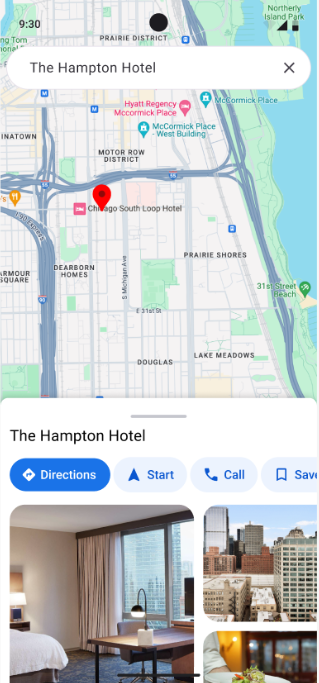 9:30
Northerly
Island Park
PRAIRIE DISTRICT
The Hampton Hotel
Hyatt Regency
Mccormick Place
McCormick Place
McCormick Place
- West Building
INATOWN
MOTOR ROW
DISTRICT
Chicago South Loop Hotel
S Michigan Ave
PRAIRIE SHORES
ARMOUR
SQUARE
DEARBORN
HOMES
31st Street
Beach
E 31st St
LAKE MEADOWS
DOUGLAS
The Hampton Hotel
Directions
Start
Call
Save